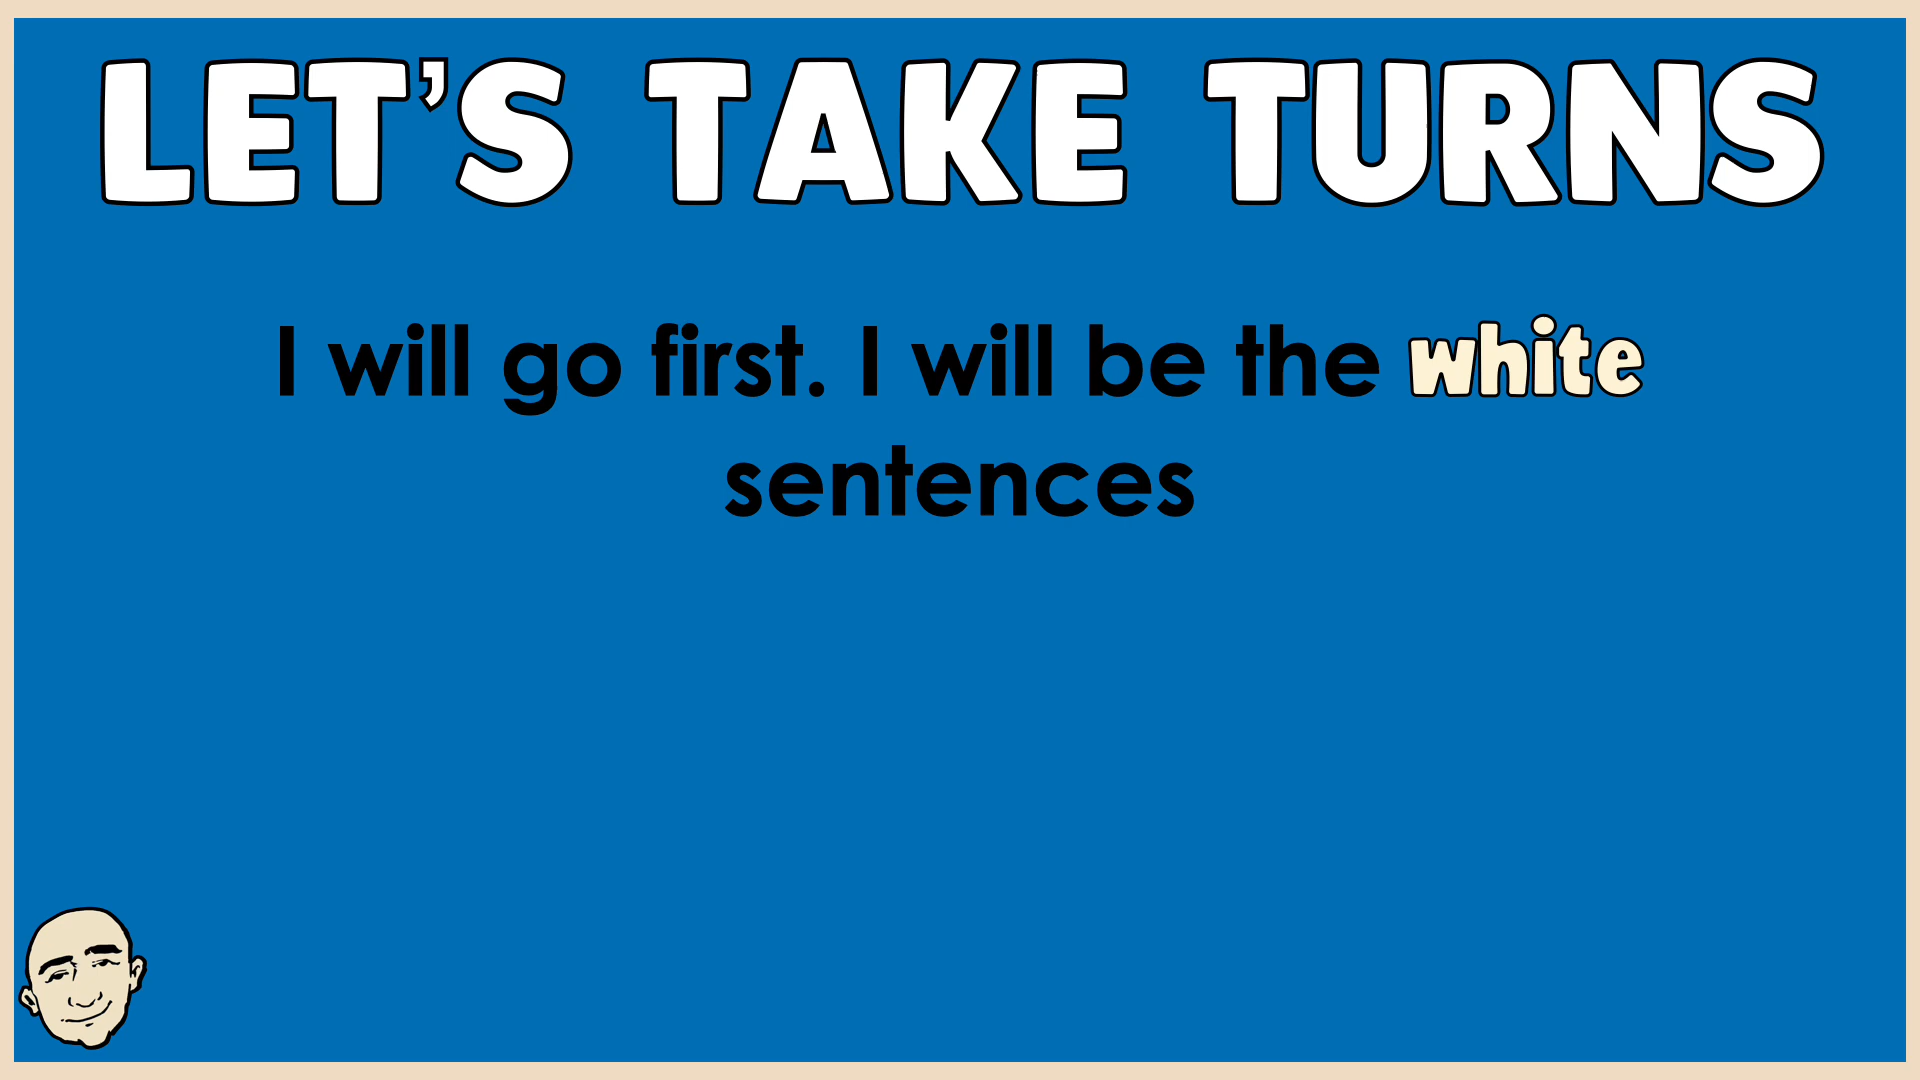 LET’S TAKE TURNS
I will go first. I will be the white
sentences